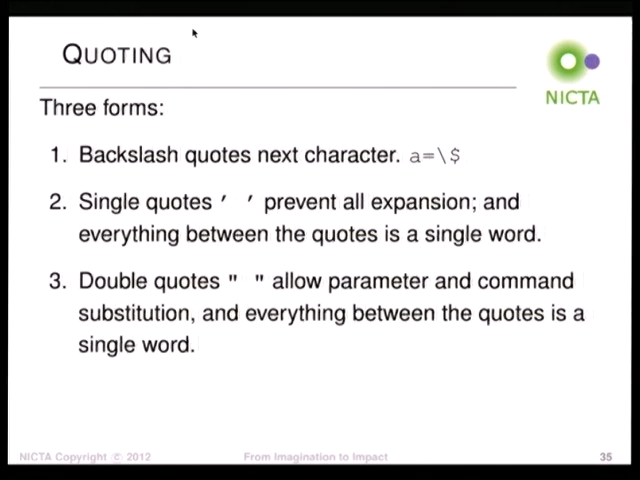 QUOTING
NICTA
Three forms:
1. Backslash quotes next character. a=\$
2. Single quotes ' ' prevent all expansion; and
everything between the quotes is a single word.
3. Double quotes " " allow parameter and command
substitution, and everything between the quotes is a
single word.
NICTA Copyright © 2012
From Imagination to Impact
35